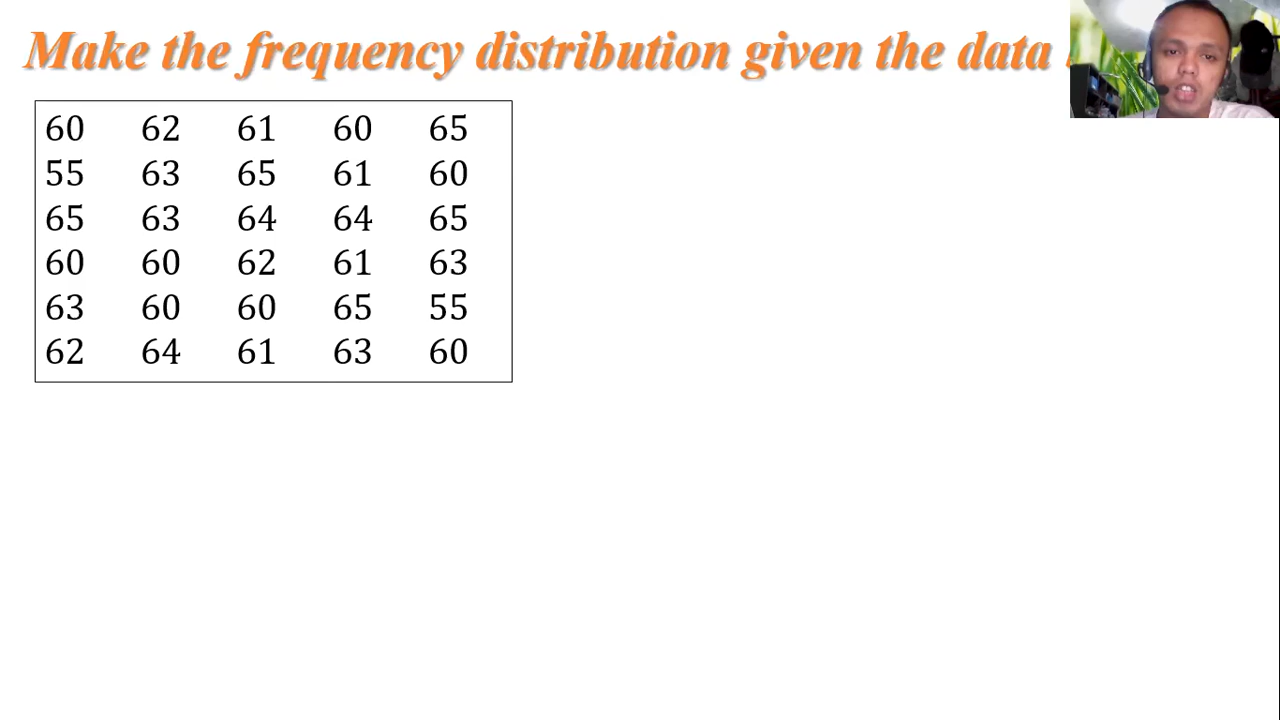 Make the frequency distribution given the data
60 62 61 60 65
55 63 65 61 60
65 63 64 64 65
60 60 62 61 63
63 60 60 65 55
62 64 61 63 60